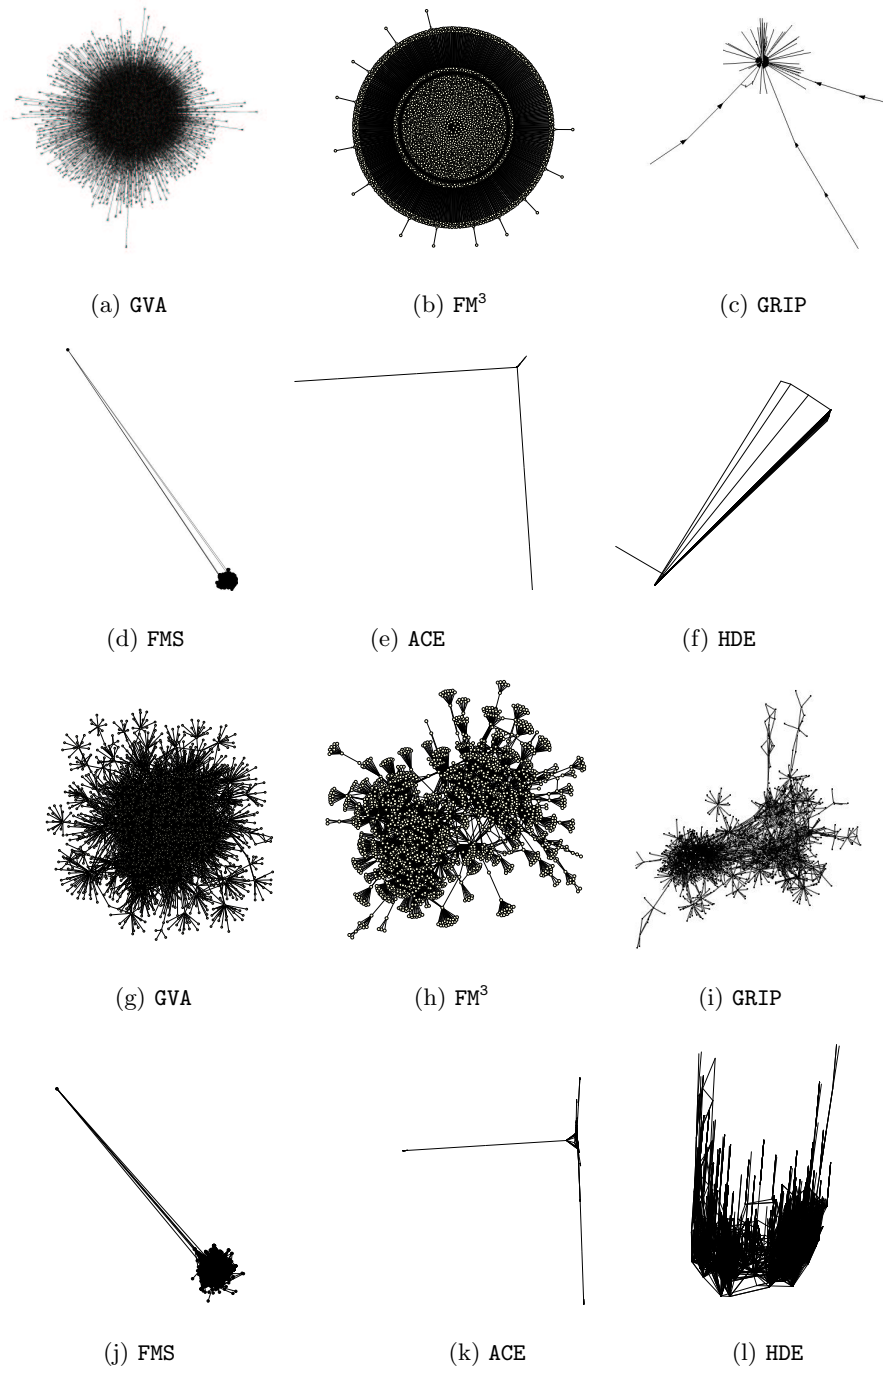 (a) GVA
(b) FM³
(c) GRIP
(d) FMS
(e) ACE
(f) HDE
(g) GVA
(h) FM³
(i) GRIP
(j) FMS
(k) ACE
(l) HDE